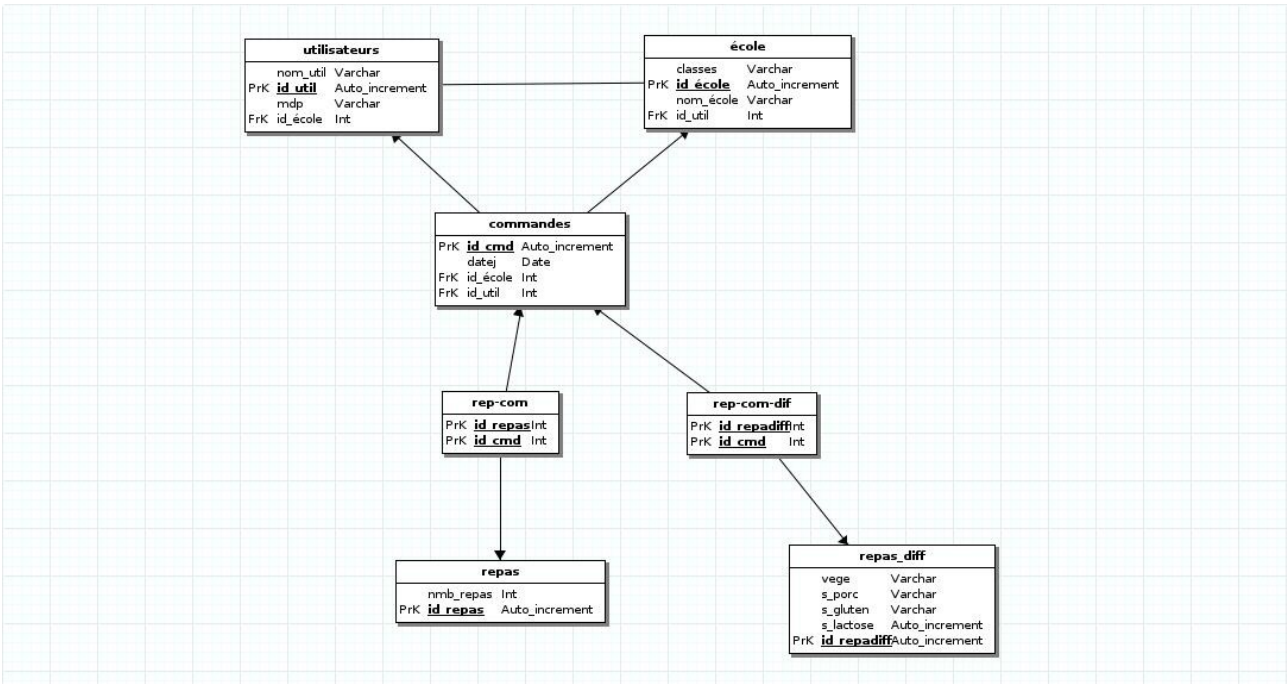 utilisateurs
nom_util Varchar
PrK id_util Auto_increment
mdp Varchar
FrK id_école Int
école
classes Varchar
PrK id_école Auto_increment
nom_école Varchar
FrK id_util Int
commandes
PrK id_cmd Auto_increment
datej Date
FrK id_école Int
FrK id_util Int
rep-com
PrK id_repas Int
PrK id_cmd Int
rep-com-dif
PrK id_repadiff Int
PrK id_cmd Int
repas
nmb_repas Int
PrK id_repas Auto_increment
repas_diff
vege Varchar
s_porc Varchar
s_gluten Varchar
s_lactose Auto_increment
PrK id_repadiff Auto_increment